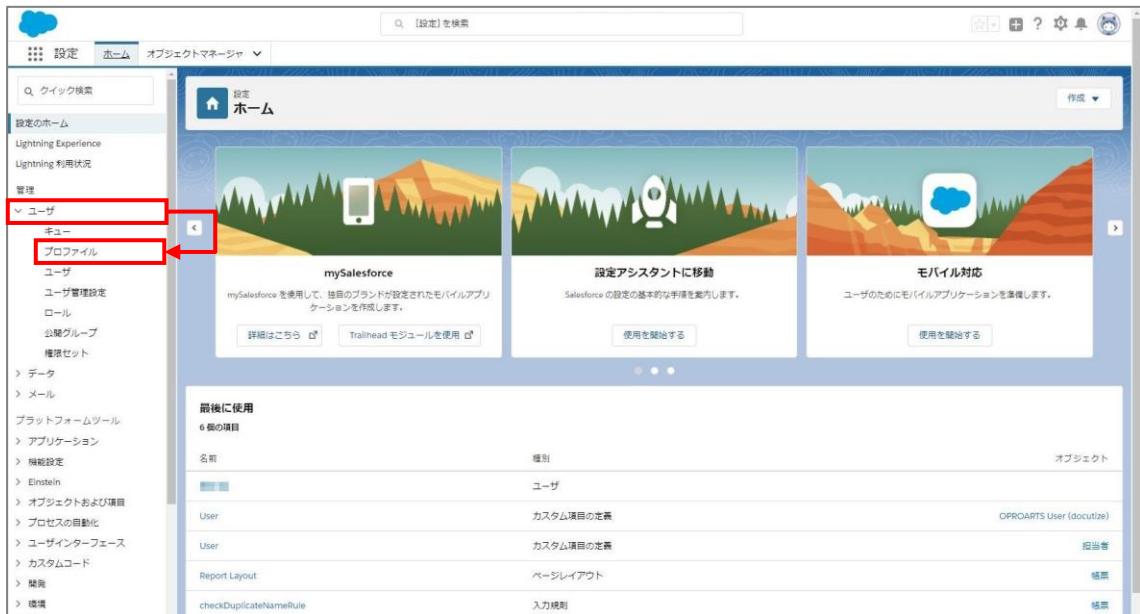 [設定] を検索
設定 ホーム オブジェクトマネージャ
クイック検索
設定のホーム
Lightning Experience
Lightning 利用状況
管理
ユーザ
キュー
プロファイル
ユーザ
ユーザ管理設定
ロール
公開グループ
権限セット
データ
メール
プラットフォームツール
アプリケーション
機能設定
Einstein
オブジェクトおよび項目
プロセスの自動化
ユーザインターフェース
カスタムコード
開発
環境
設定
ホーム
作成
mySalesforce
mySalesforce を使用して、独自のブランドが設定されたモバイルアプリ
ケーションを作成します。
詳細はこちら Trailhead モジュールを使用
設定アシスタントに移動
Salesforce の設定の基本的な手順を案内します。
使用を開始する
モバイル対応
ユーザのためにモバイルアプリケーションを準備します。
使用を開始する
最後に使用
6 個の項目
名前 種別 オブジェクト
ユーザ
User カスタム項目の定義 OPROARTS User (docutize)
User カスタム項目の定義 担当者
Report Layout ページレイアウト 帳票
checkDuplicateNameRule 入力規則 帳票